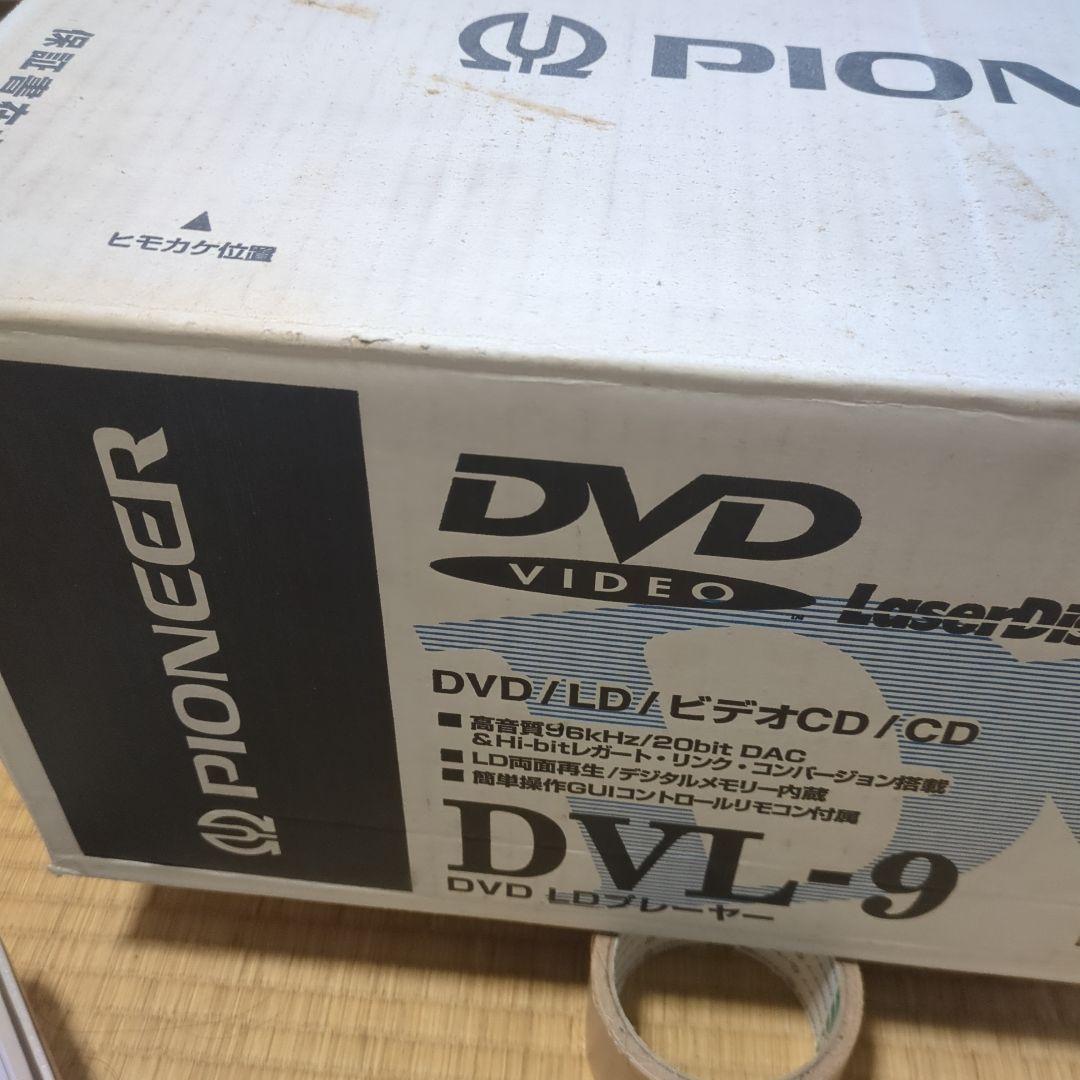 PION
保証書在
ヒモカケ位置
PIONEER
DVD
VIDEO
TM
LaserDis
DVD/LD/ビデオCD/CD
■ 高音質96kHz/20bit DAC
&Hi-bitレガート・リンク・コンバージョン搭載
■ LD両面再生/デジタルメモリー内蔵
■ 簡単操作GUIコントロールリモコン付属
DVL-9
DVD LDプレーヤー